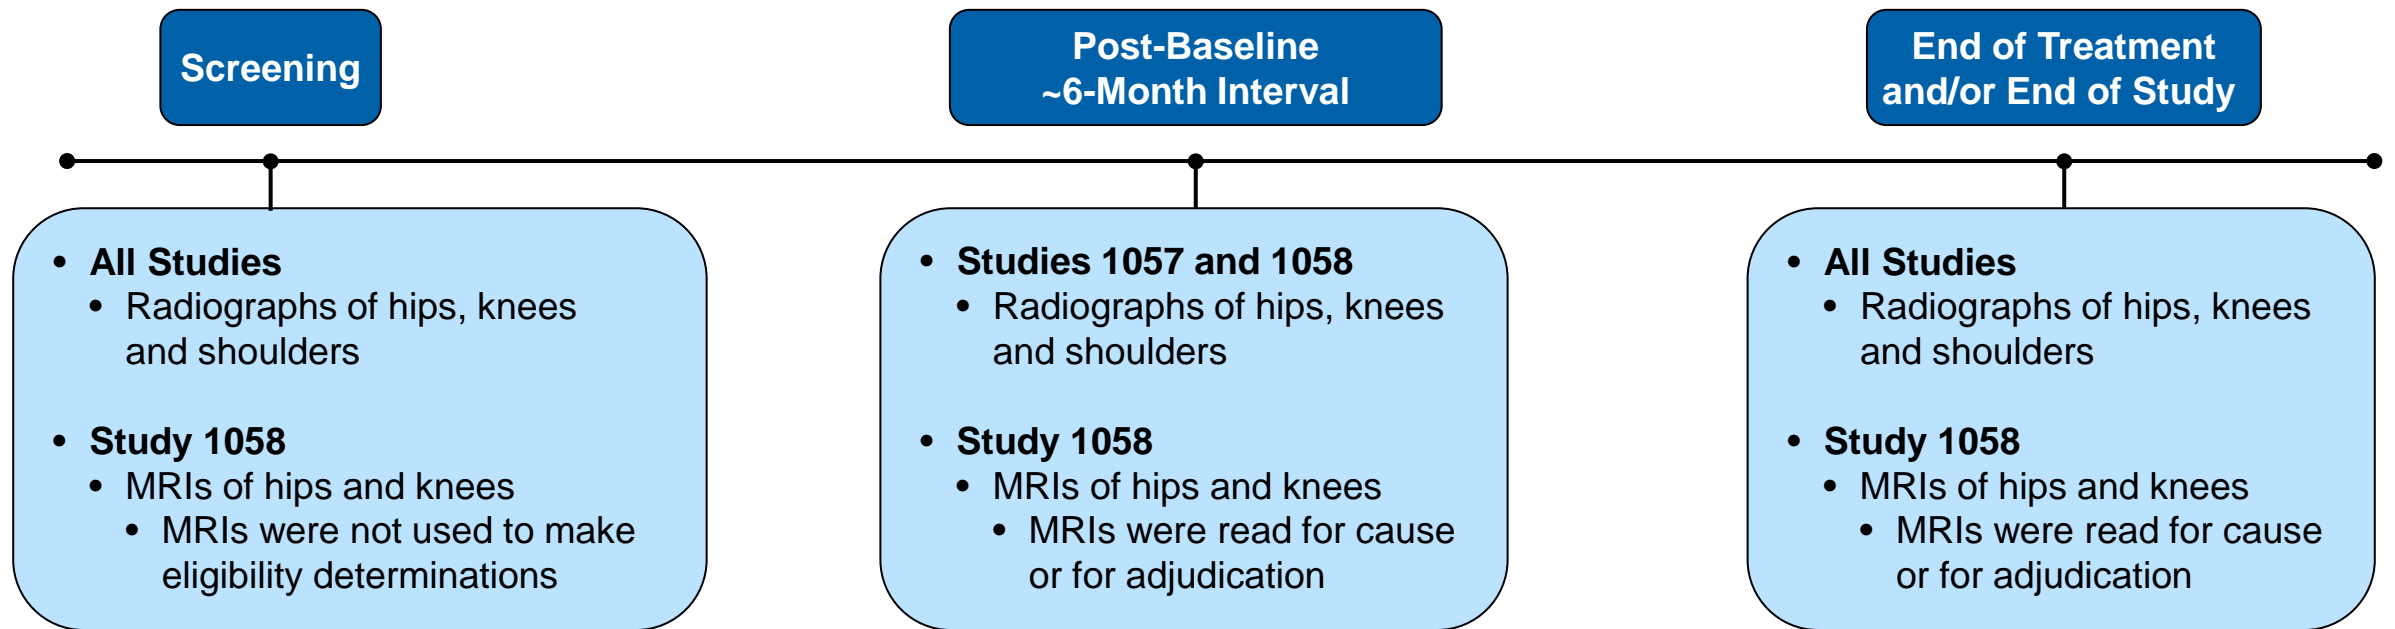 Screening
Post-Baseline
~6-Month Interval
End of Treatment
and/or End of Study
• All Studies
• Radiographs of hips, knees
and shoulders
• Study 1058
• MRIs of hips and knees
• MRIs were not used to make
eligibility determinations
• Studies 1057 and 1058
• Radiographs of hips, knees
and shoulders
• Study 1058
• MRIs of hips and knees
• MRIs were read for cause
or for adjudication
• All Studies
• Radiographs of hips, knees
and shoulders
• Study 1058
• MRIs of hips and knees
• MRIs were read for cause
or for adjudication